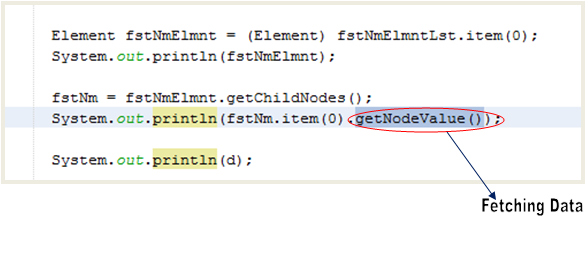 Element fstNmElmnt = (Element) fstNmElmntLst.item(0);
System.out.println(fstNmElmnt);
fstNm = fstNmElmnt.getChildNodes();
System.out.println(fstNm.item(0).getNodeValue());
System.out.println(d);
Fetching Data